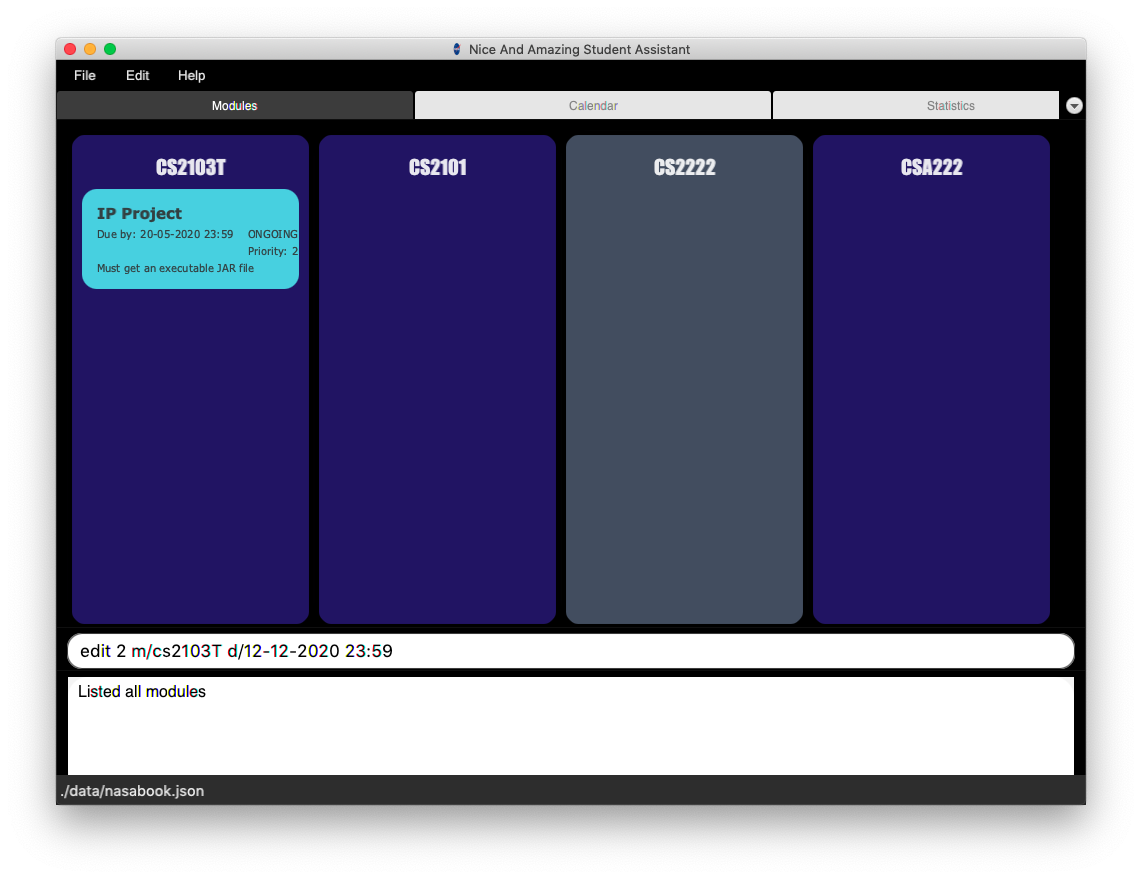 Nice And Amazing Student Assistant
File Edit Help
Modules Calendar Statistics
CS2103T CS2101 CS2222 CSA222
IP Project
Due by: 20-05-2020 23:59 ONGOING
Priority: 2
Must get an executable JAR file
edit 2 m/cs2103T d/12-12-2020 23:59
Listed all modules
./data/nasabook.json